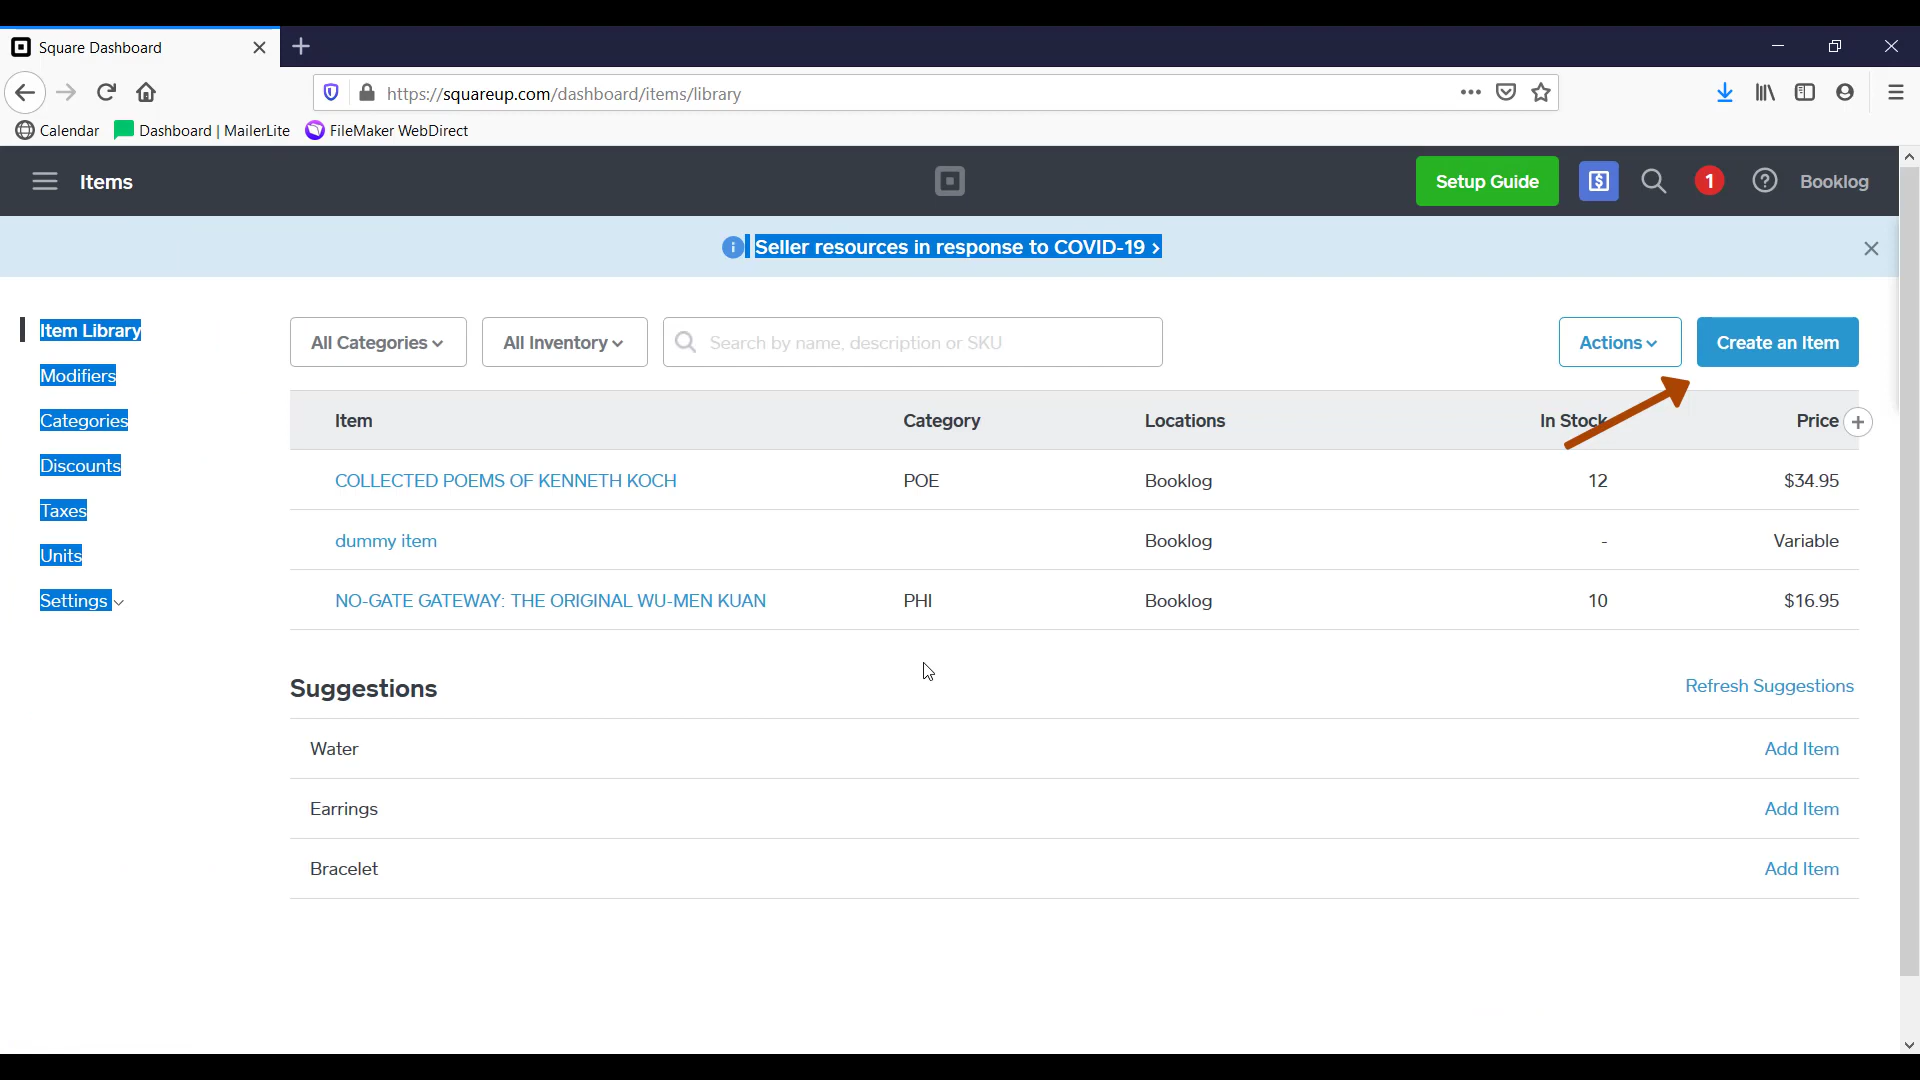 Square Dashboard
https://squareup.com/dashboard/items/library
Calendar Dashboard | MailerLite FileMaker WebDirect
Items Setup Guide 1 Booklog
Seller resources in response to COVID-19 >
Item Library
Modifiers
Categories
Discounts
Taxes
Units
Settings
All Categories All Inventory Search by name, description or SKU Actions Create an Item
Item Category Locations In Stock Price
COLLECTED POEMS OF KENNETH KOCH POE Booklog 12 $34.95
dummy item Booklog - Variable
NO-GATE GATEWAY: THE ORIGINAL WU-MEN KUAN PHI Booklog 10 $16.95
Suggestions Refresh Suggestions
Water Add Item
Earrings Add Item
Bracelet Add Item